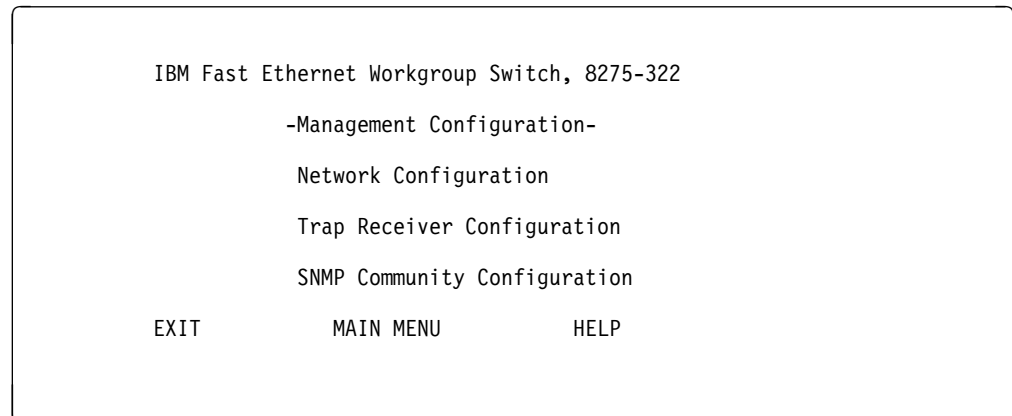 IBM Fast Ethernet Workgroup Switch, 8275-322
-Management Configuration-
Network Configuration
Trap Receiver Configuration
SNMP Community Configuration
EXIT MAIN MENU HELP